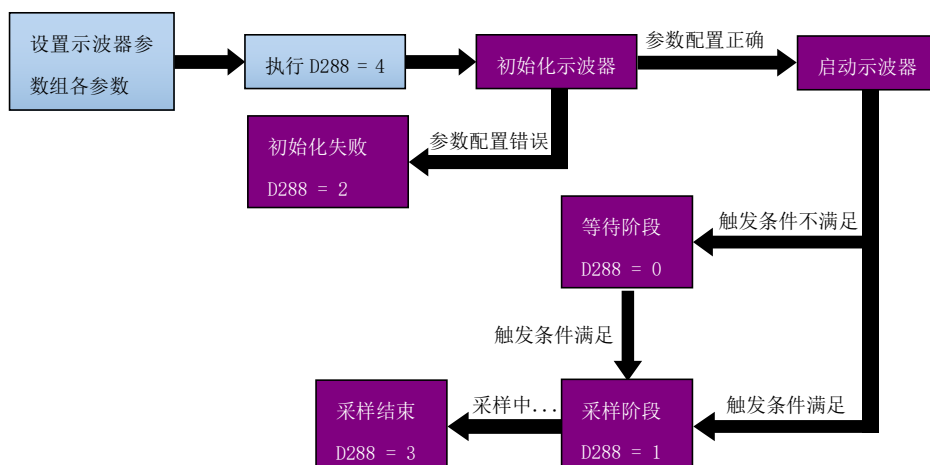 设置示波器参
数组各参数
执行 D288 = 4
初始化示波器
参数配置正确
启动示波器
初始化失败
D288 = 2
参数配置错误
等待阶段
D288 = 0
触发条件不满足
触发条件满足
采样结束
D288 = 3
采样中...
采样阶段
D288 = 1
触发条件满足